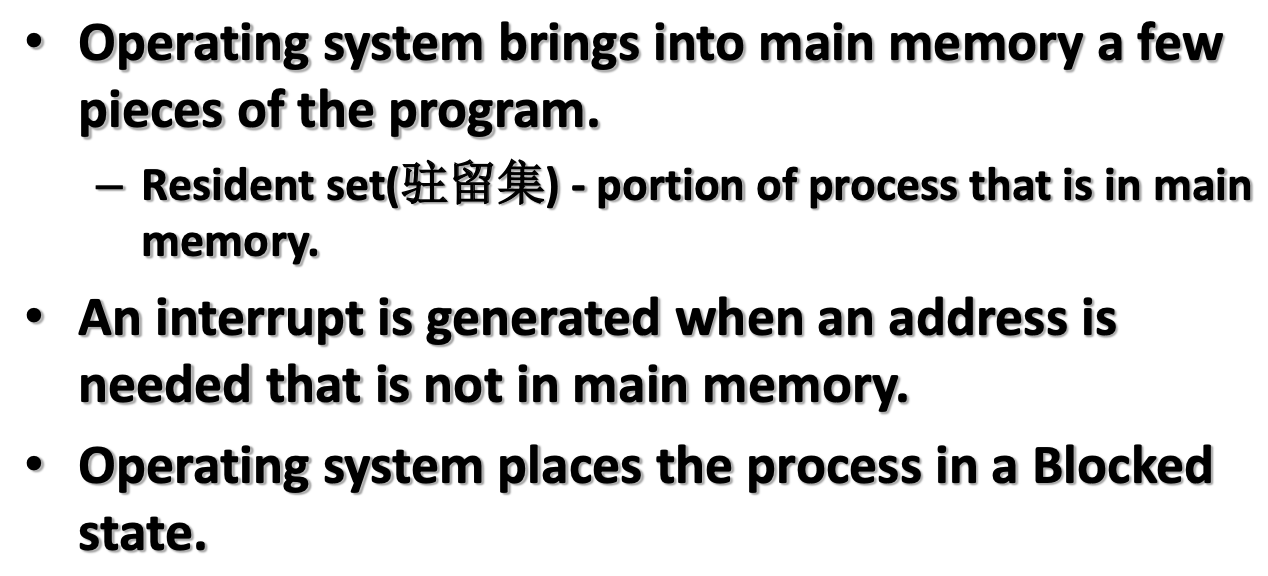 • Operating system brings into main memory a few
pieces of the program.
– Resident set(驻留集) - portion of process that is in main
memory.
• An interrupt is generated when an address is
needed that is not in main memory.
• Operating system places the process in a Blocked
state.